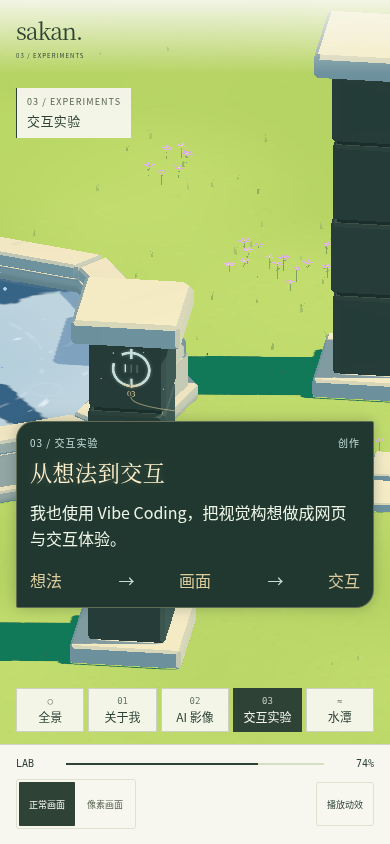 sakan.
03 / EXPERIMENTS
03 / EXPERIMENTS
交互实验
03
03 / 交互实验
创作
从想法到交互
我也使用 Vibe Coding，把视觉构想做成网页
与交互体验。
想法 → 画面 → 交互
○ 01 02 03 ≈
全景 关于我 AI 影像 交互实验 水潭
LAB 74%
正常画面 像素画面 播放动效